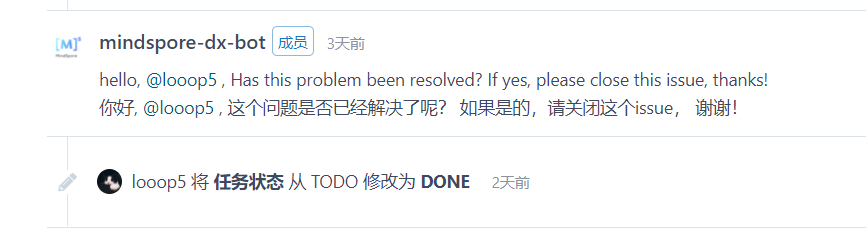 [M]s
MindSpore
mindspore-dx-bot 成员 3天前
hello, @looop5 , Has this problem been resolved? If yes, please close this issue, thanks!
你好, @looop5 , 这个问题是否已经解决了呢? 如果是的，请关闭这个issue， 谢谢!
looop5 将 任务状态 从 TODO 修改为 DONE 2天前